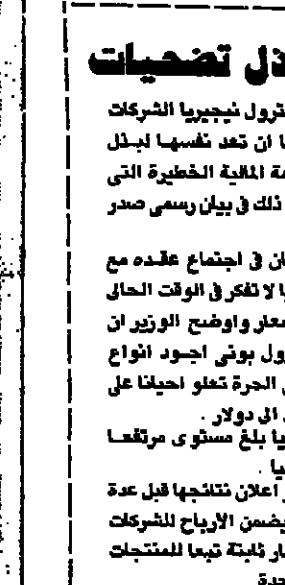 ذل تضحيات
ترول نيجيريا الشركات
ا ان تعد نفسها لبذل
مة المالية الخطيرة التى
ذلك فى بيان رسمى صدر
ان فى اجتماع عقده مع
يا لا تفكر فى الوقت الحالى
سعار واوضح الوزير ان
رول بونى اجود انواع
الحرة تعلو احيانا على
الى دولار .
يا بلغ مستوى مرتفعا
يا .
اعلان نتائجها قبل عدة
يضمن الارباح للشركات
ار ثابتة تبعا للمنتجات
حدة